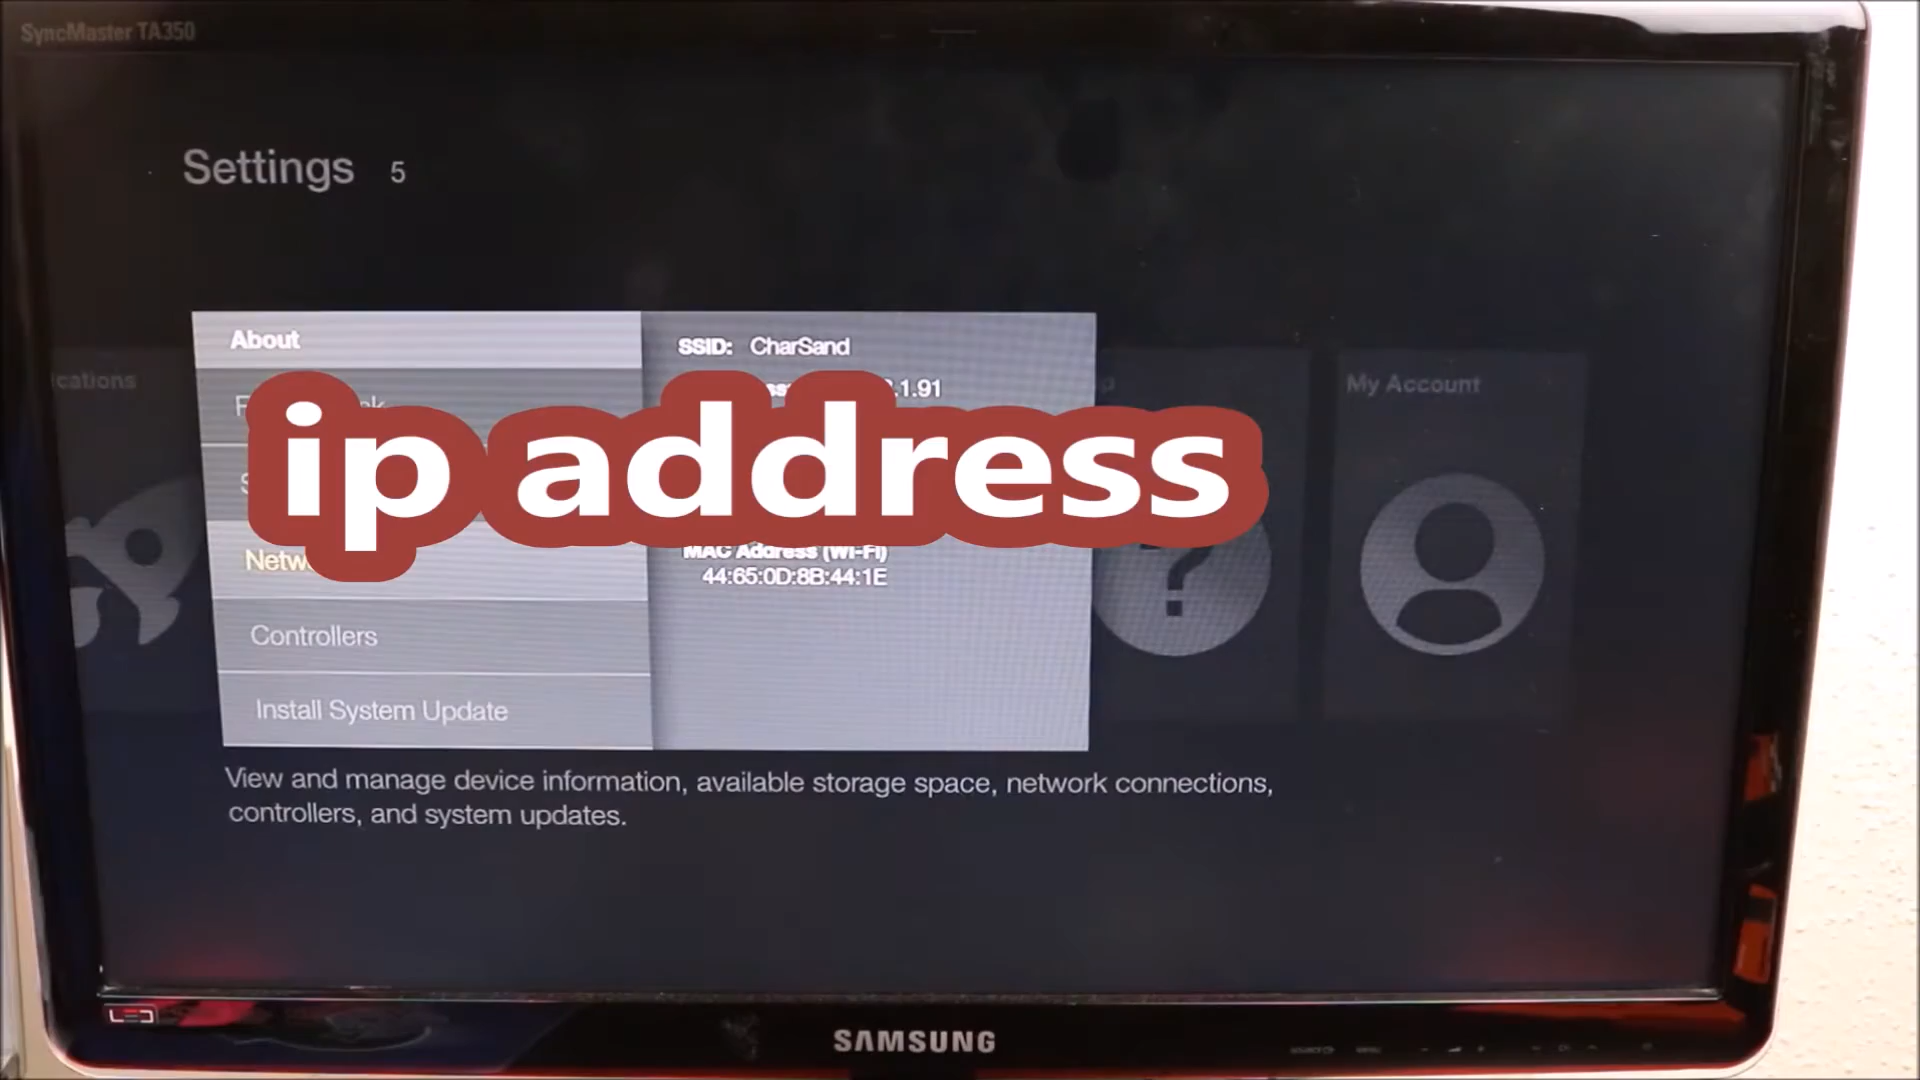 SyncMaster TA350
Settings 5
About
SSID: CharSand
.1.91
ip address
cations
My Account
MAC Address (Wi-Fi)
44:65:0D:8B:44:1E
Controllers
Install System Update
View and manage device information, available storage space, network connections,
controllers, and system updates.
LED
SAMSUNG